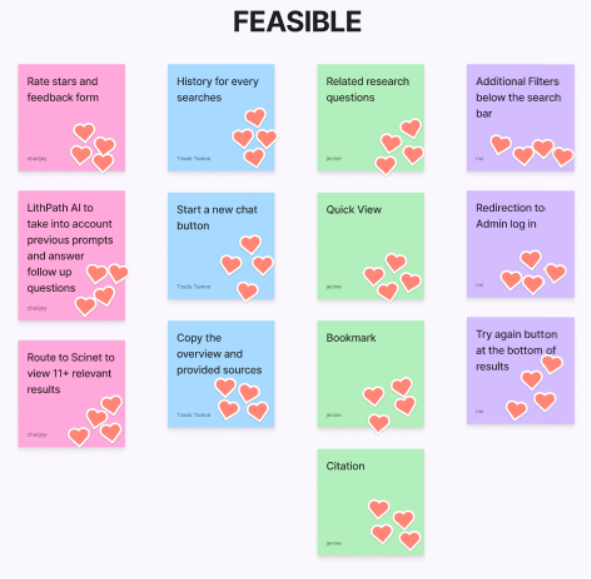 FEASIBLE
Rate stars and
feedback form
chanjay
LithPath AI to
take into account
previous prompts
and answer
follow up
questions
chanjay
Route to Scinet to
view 11+ relevant
results
chanjay
History for every
searches
Start a new chat
button
Copy the
overview and
provided sources
Related research
questions
Quick View
Bookmark
Citation
Additional Filters
below the search
bar
Redirection to
Admin log in
Try again button
at the bottom of
results